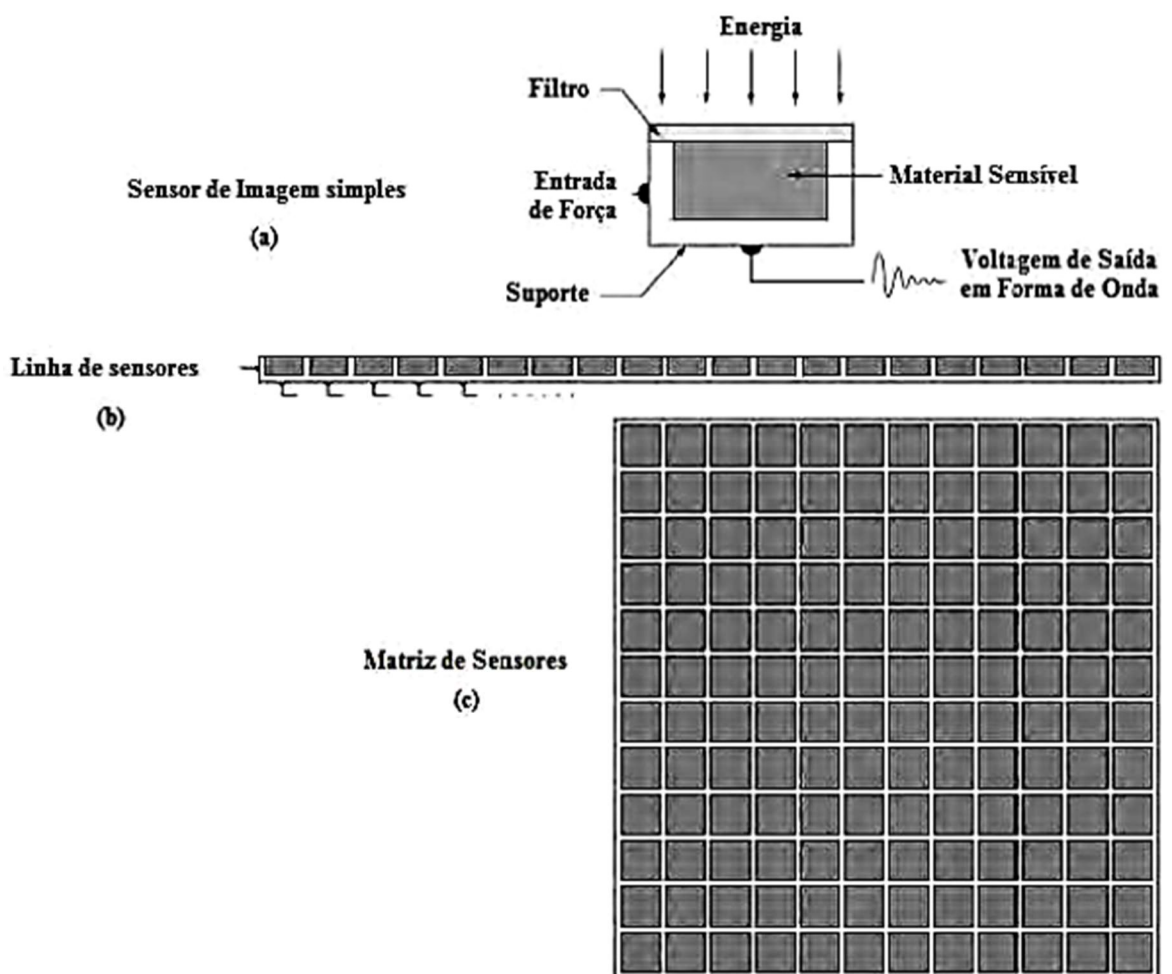 Energia
Filtro
Sensor de Imagem simples
(a)
Entrada
de Força
Material Sensível
Suporte
Voltagem de Saída
em Forma de Onda
Linha de sensores
(b)
Matriz de Sensores
(c)